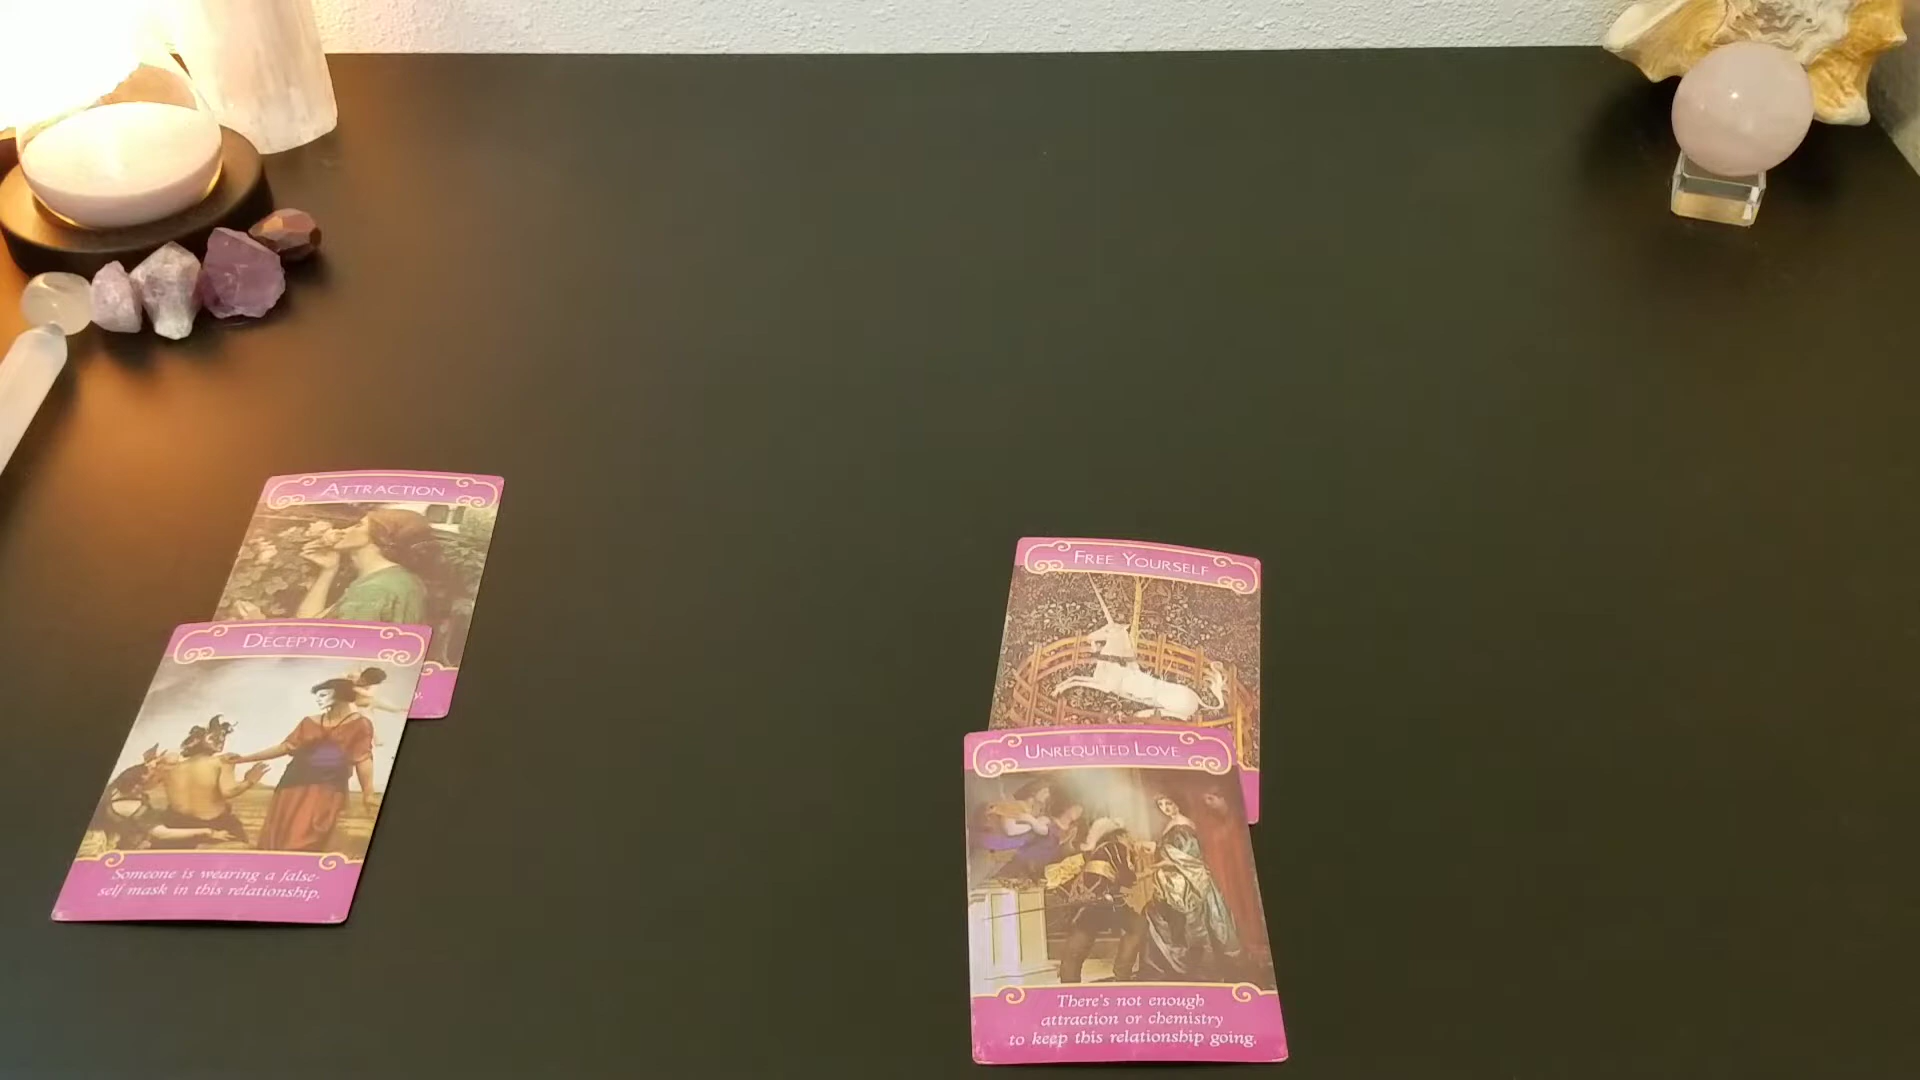 ATTRACTION
y.
DECEPTION
Someone is wearing a false-
self mask in this relationship.
FREE YOURSELF
UNREQUITED LOVE
There's not enough
attraction or chemistry
to keep this relationship going.